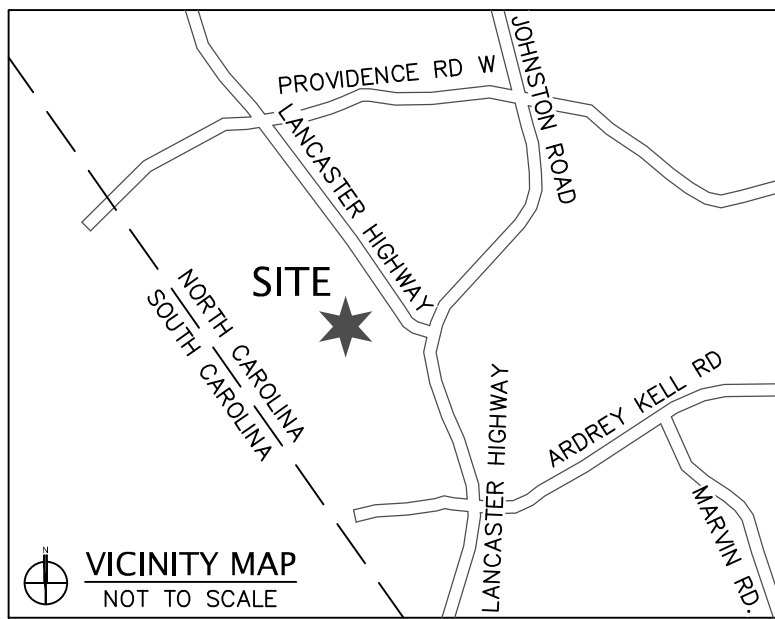 PROVIDENCE RD W
JOHNSTON ROAD
LANCASTER HIGHWAY
SITE
NORTH CAROLINA
SOUTH CAROLINA
LANCASTER HIGHWAY
ARDREY KELL RD
MARVIN RD.
N
VICINITY MAP
NOT TO SCALE